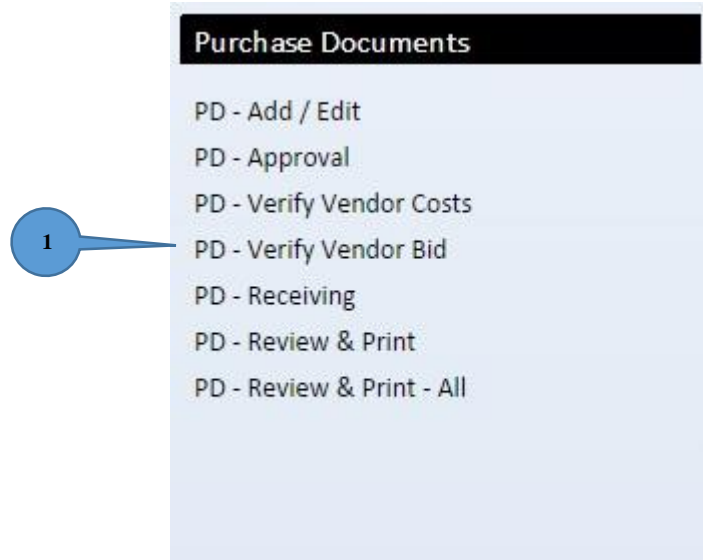 Purchase Documents
PD - Add / Edit
PD - Approval
PD - Verify Vendor Costs
1
PD - Verify Vendor Bid
PD - Receiving
PD - Review & Print
PD - Review & Print - All